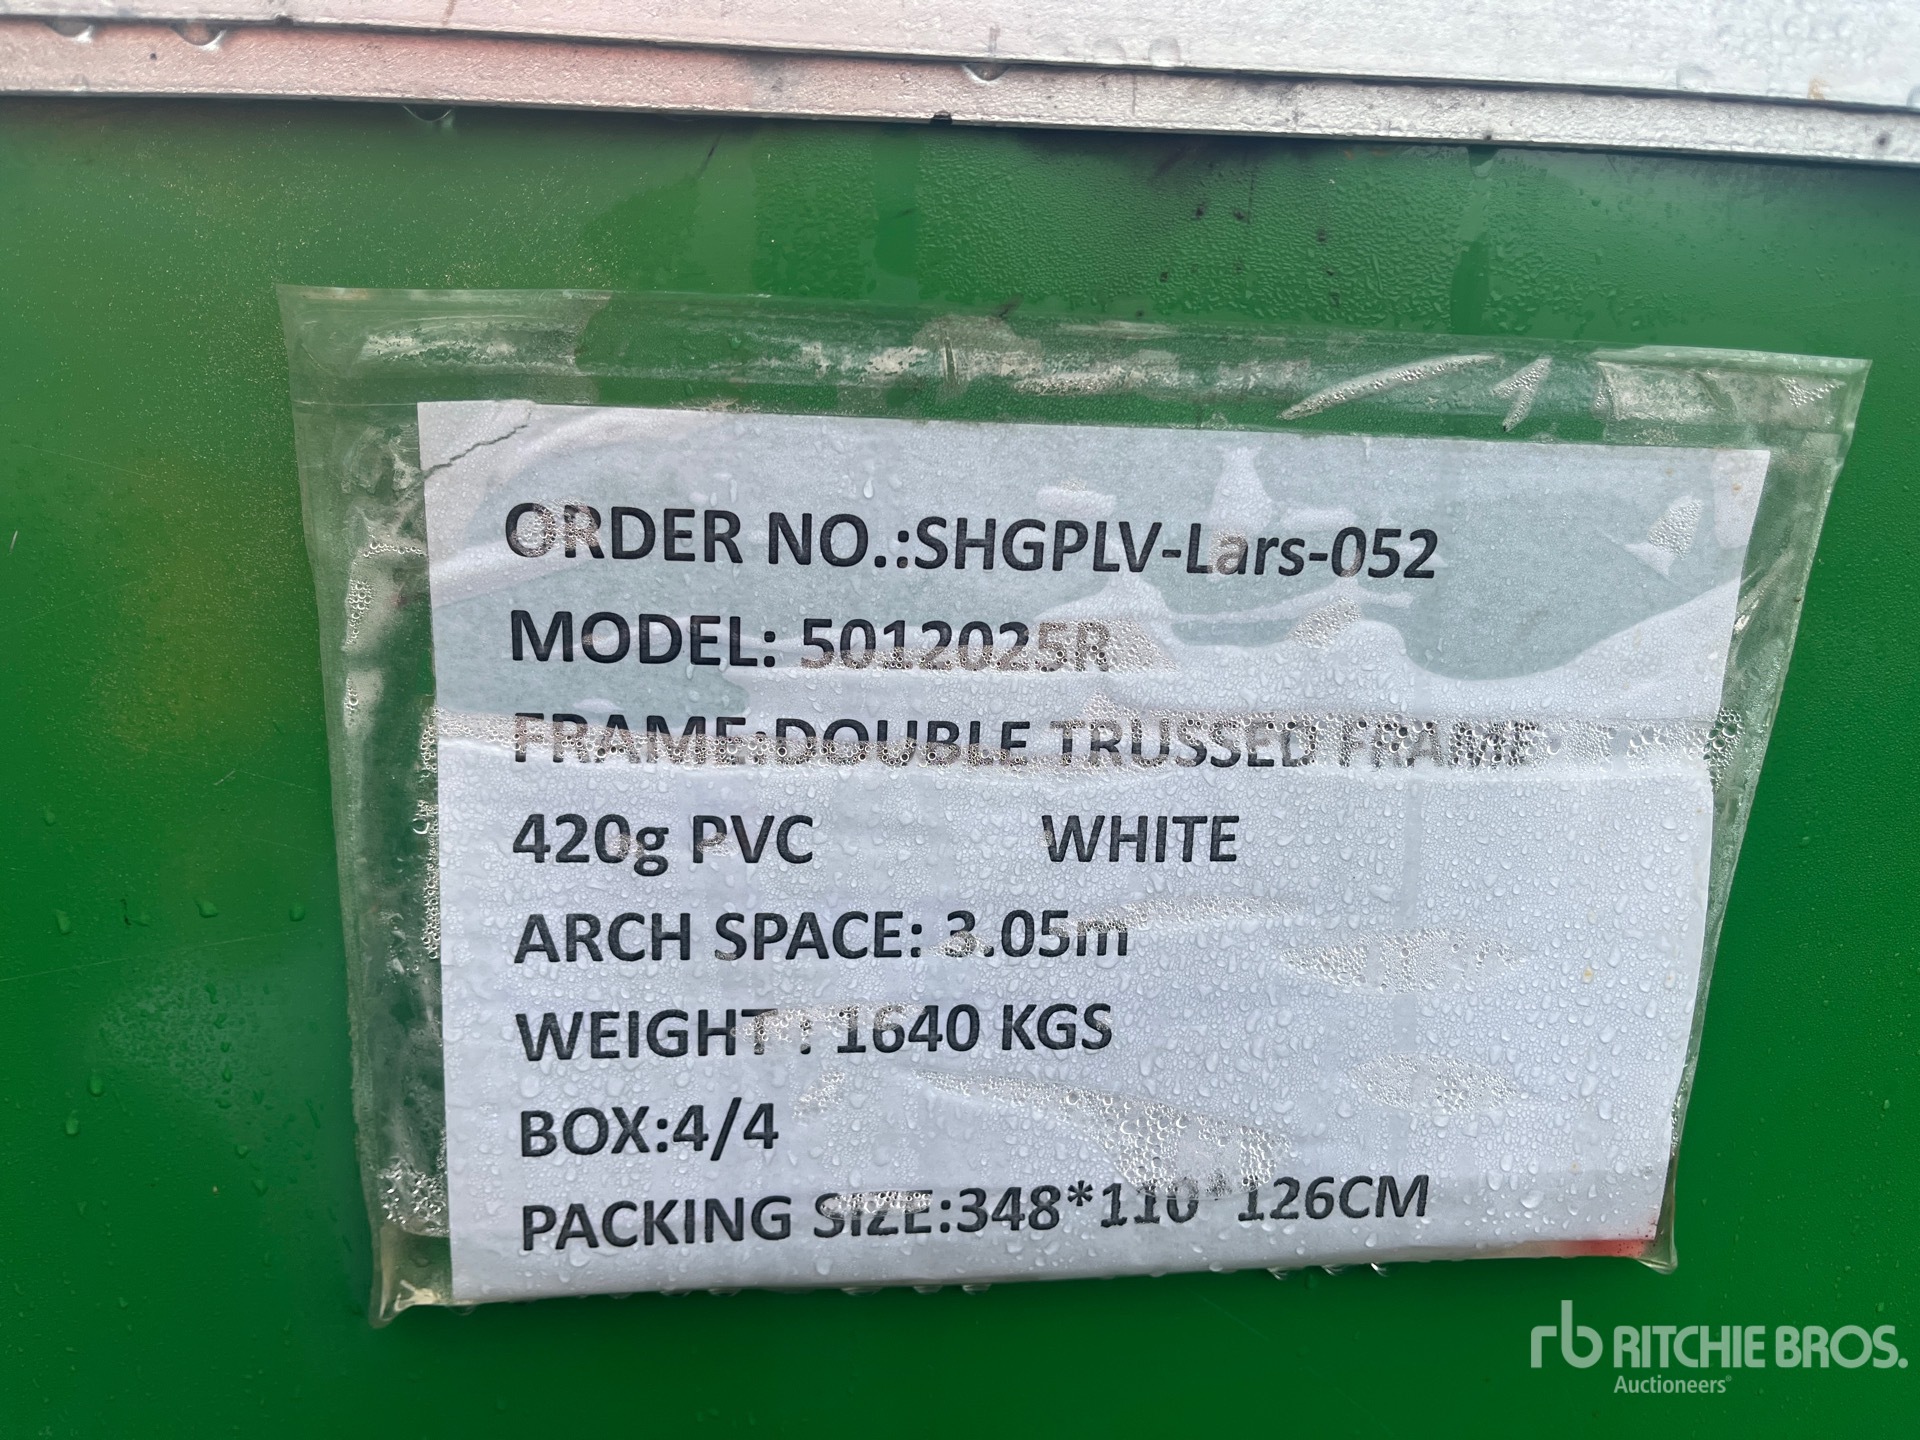 ORDER NO.:SHGPLV-Lars-052
MODEL: 5012025R
FRAME:DOUBLE TRUSSED FRAME
420g PVC WHITE
ARCH SPACE: 3.05m
WEIGHT : 1640 KGS
BOX:4/4
PACKING SIZE:348*110*126CM
rb RITCHIE BROS.
Auctioneers®